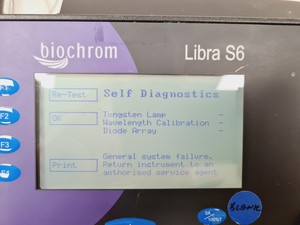 biochrom
Libra S6
Re-Test
Self Diagnostics
OK
Tungsten Lamp -
Wavelength Calibration -
Diode Array -
General system failure.
Return instrument to an
authorised service agent
Print
F2
F3
BLANK